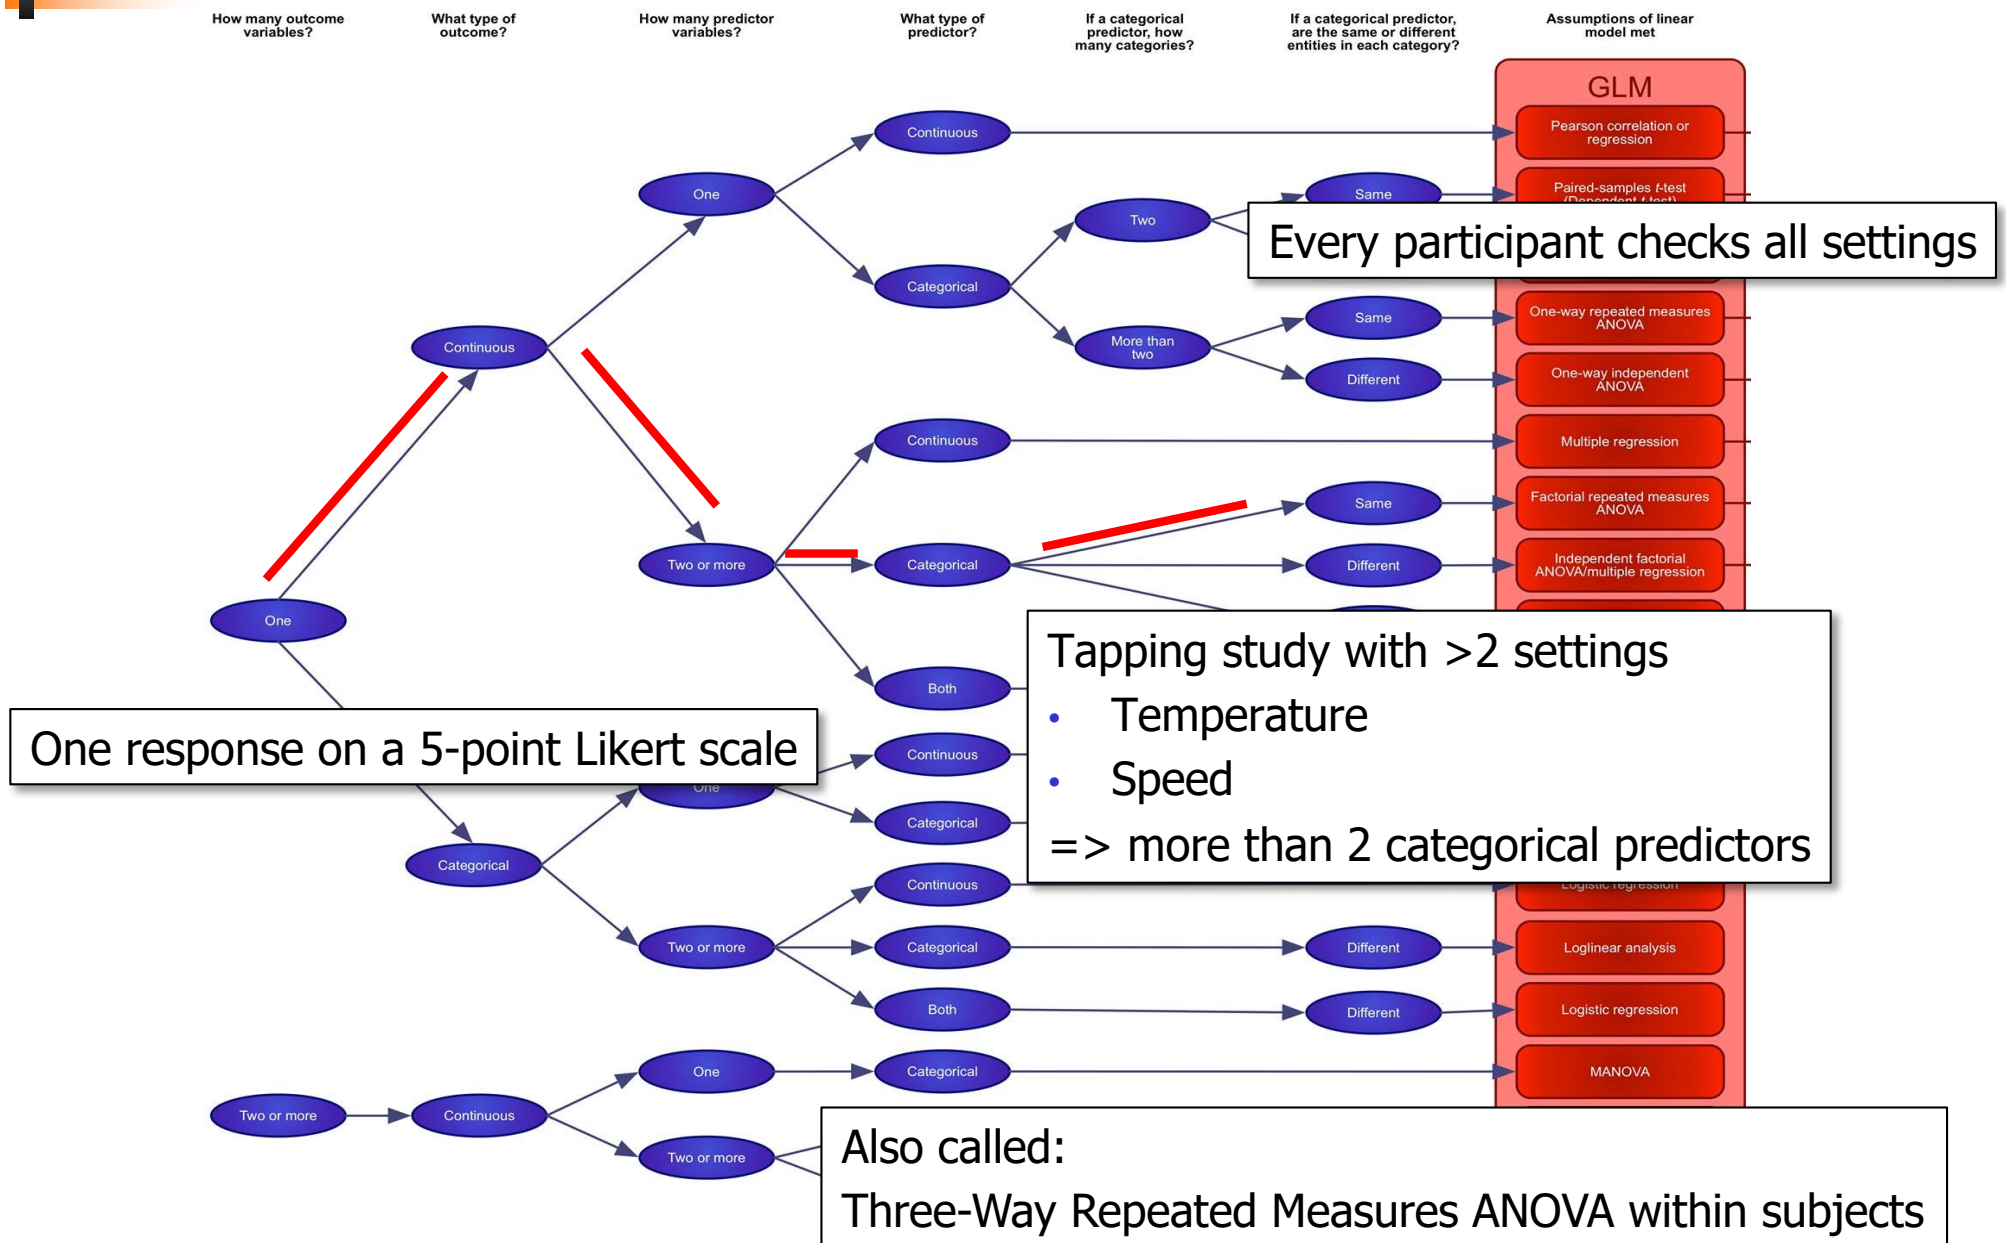 How many outcome
variables?
What type of
outcome?
How many predictor
variables?
What type of
predictor?
If a categorical
predictor, how
many categories?
If a categorical predictor,
are the same or different
entities in each category?
Assumptions of linear
model met
GLM
Continuous
Pearson correlation or
regression
One
Same
Paired-samples t-test
(Dependent t-test)
Two
Every participant checks all settings
Categorical
Same
One-way repeated measures
ANOVA
Continuous
More than
two
Different
One-way independent
ANOVA
Continuous
Multiple regression
Same
Factorial repeated measures
ANOVA
Two or more
Categorical
Different
Independent factorial
ANOVA/multiple regression
One
Tapping study with >2 settings
• Temperature
• Speed
=> more than 2 categorical predictors
Both
One response on a 5-point Likert scale
Continuous
One
Categorical
Categorical
Continuous
Logistic regression
Two or more
Categorical
Different
Loglinear analysis
Both
Different
Logistic regression
One
Categorical
MANOVA
Two or more
Continuous
Two or more
Also called:
Three-Way Repeated Measures ANOVA within subjects